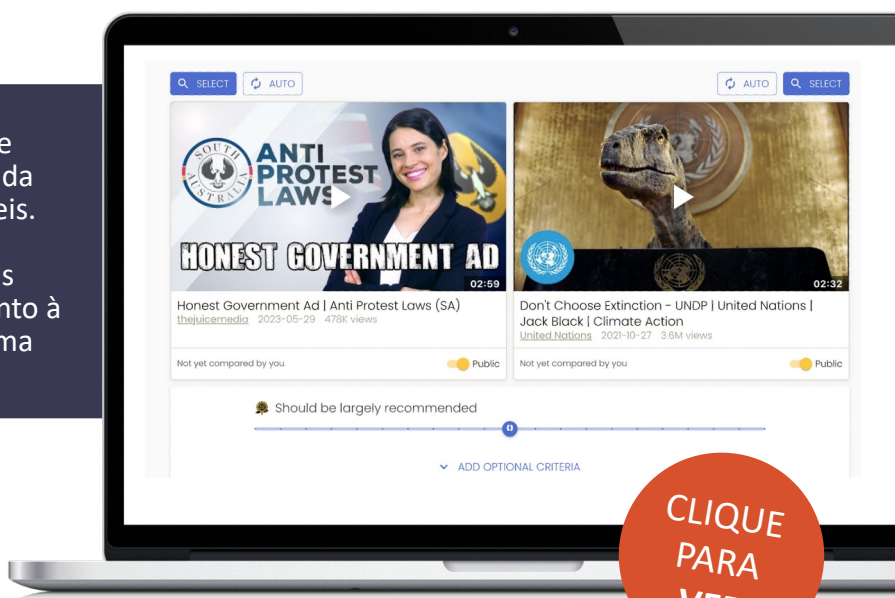 e
da
eis.
s
nto à
ma
SELECT
AUTO
AUTO
SELECT
SOUTH
AUSTRALIA
ANTI
PROTEST
LAWS
HONEST GOVERNMENT AD
02:59
02:32
Honest Government Ad | Anti Protest Laws (SA)
thejuicemedia 2023-05-29 478K views
Don't Choose Extinction - UNDP | United Nations |
Jack Black | Climate Action
United Nations 2021-10-27 3.6M views
Not yet compared by you
Public
Not yet compared by you
Public
Should be largely recommended
0
ADD OPTIONAL CRITERIA
CLIQUE
PARA